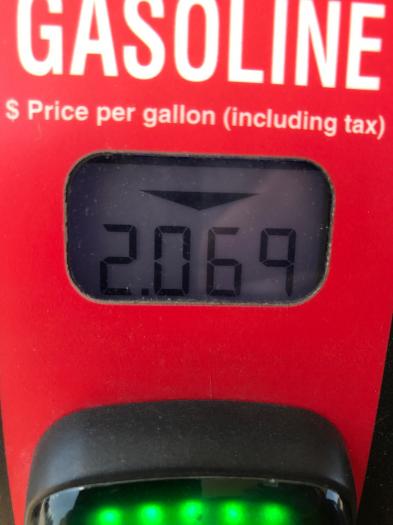 GASOLINE
$ Price per gallon (including tax)
2.069